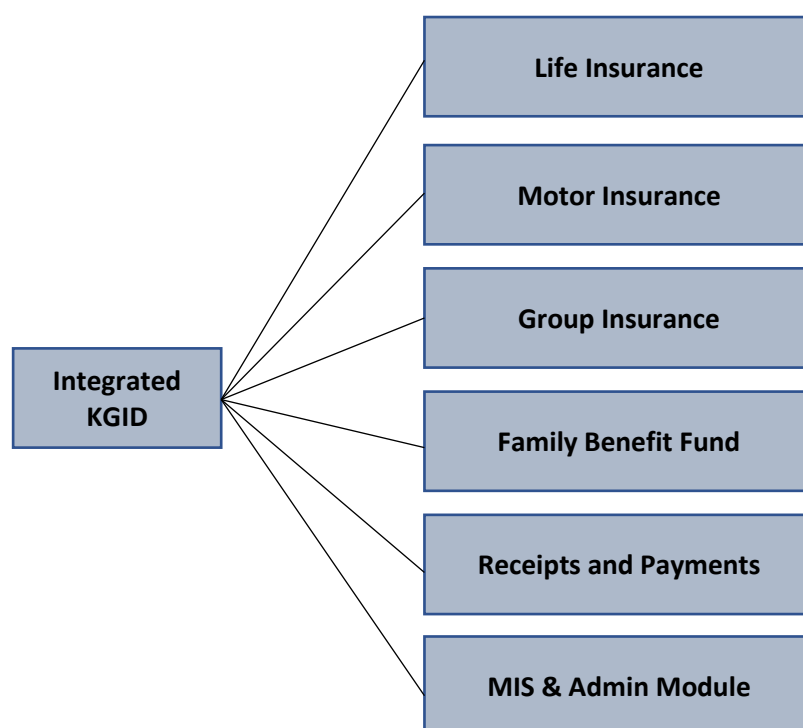 Life Insurance
Motor Insurance
Group Insurance
Integrated
KGID
Family Benefit Fund
Receipts and Payments
MIS & Admin Module